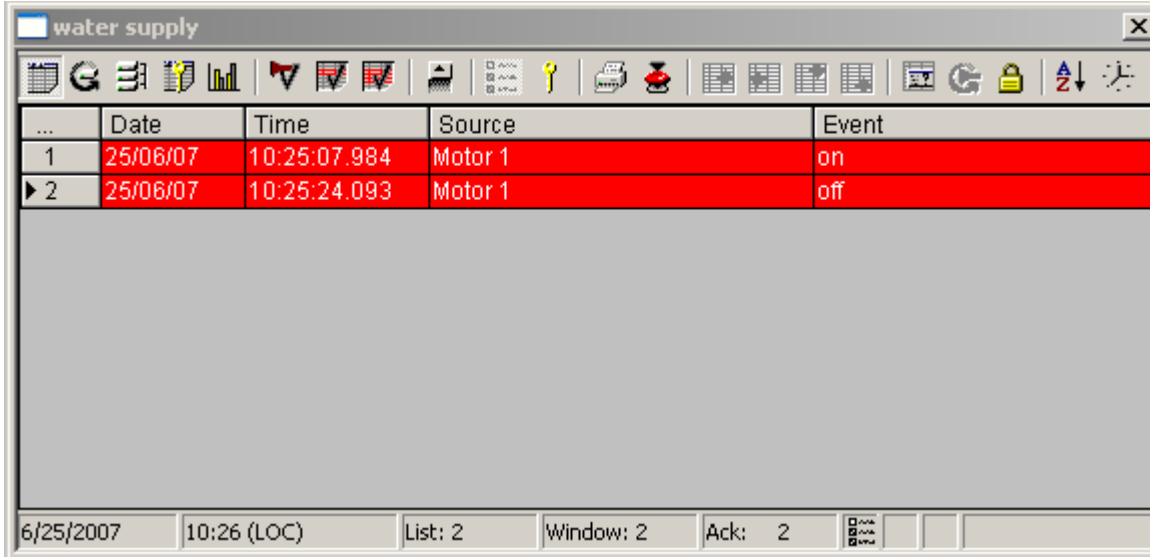 water supply
... Date Time Source Event
1 25/06/07 10:25:07.984 Motor 1 on
2 25/06/07 10:25:24.093 Motor 1 off
6/25/2007 10:26 (LOC) List: 2 Window: 2 Ack: 2